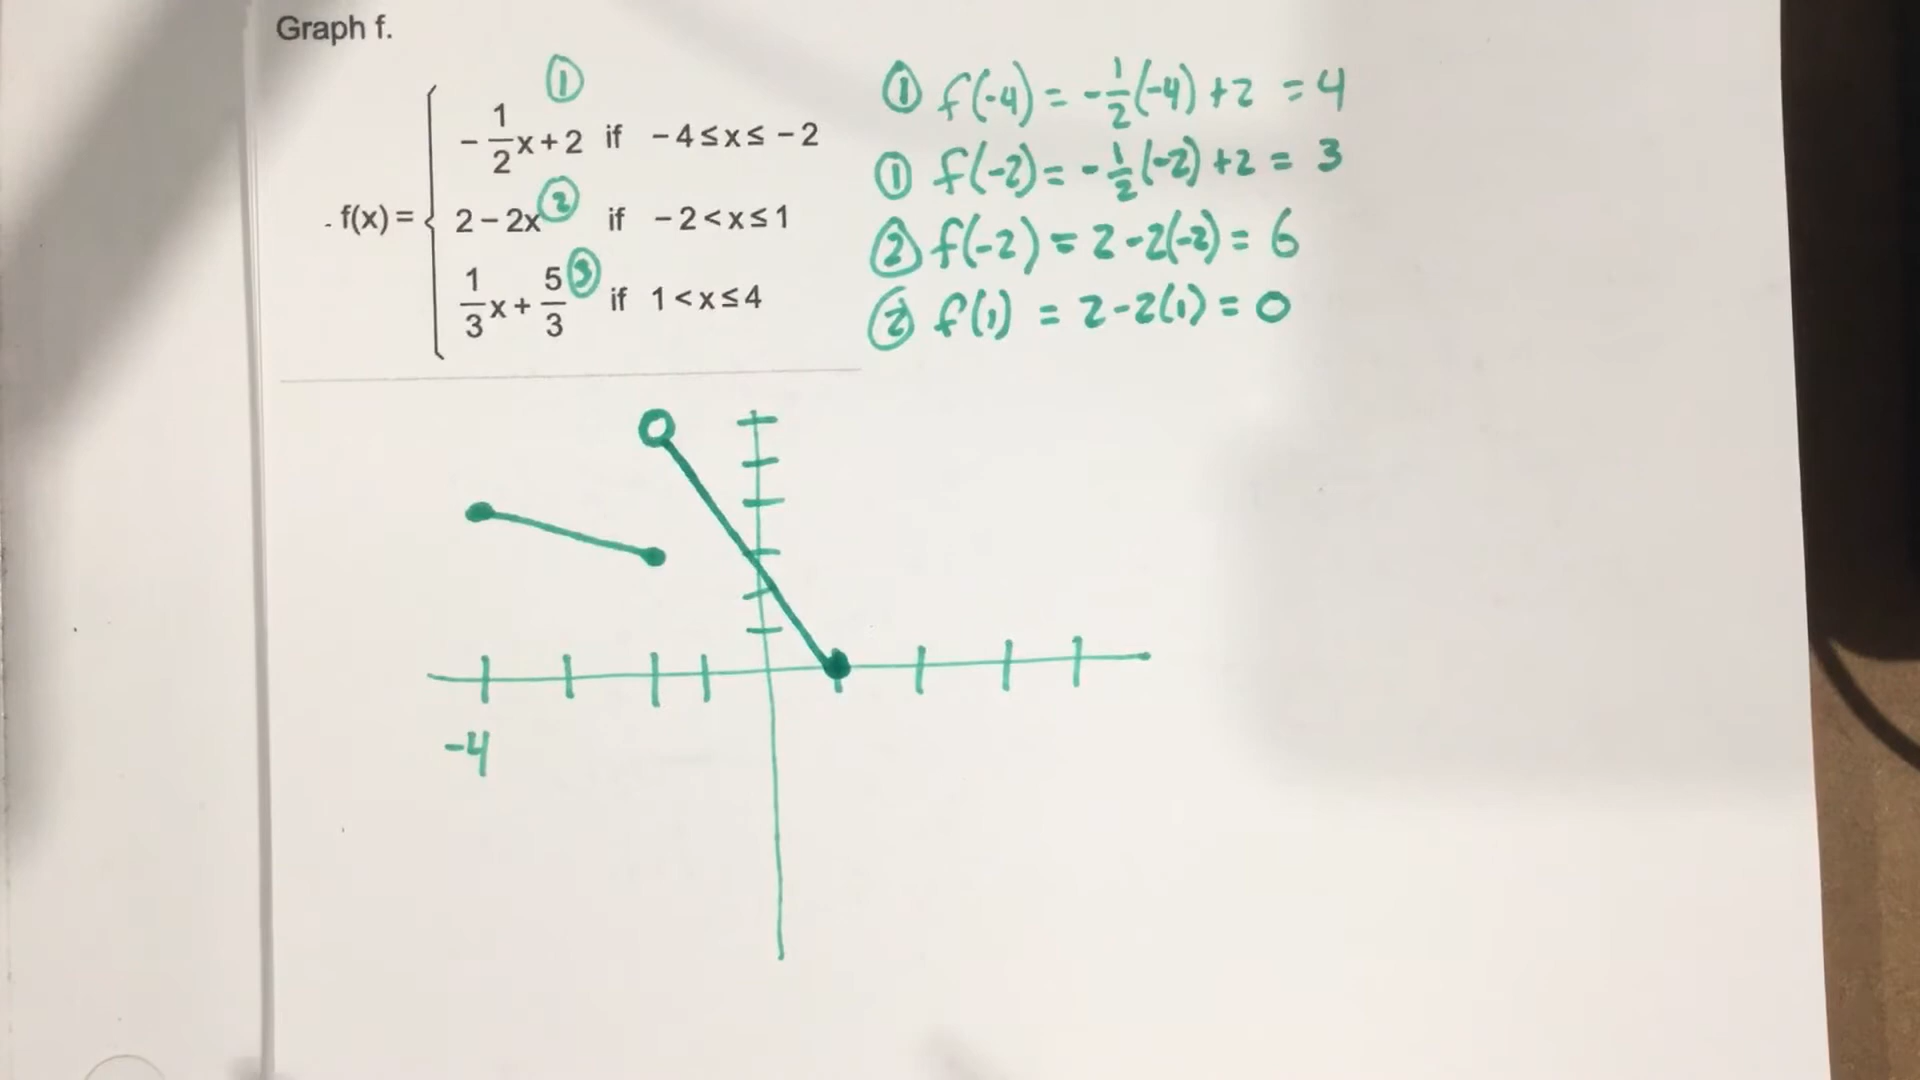 Graph f.
①
- 1/2 x + 2 if - 4 ≤ x ≤ - 2
f(x) = { 2 - 2x ② if - 2 < x ≤ 1
1/3 x + 5/3 ③ if 1 < x ≤ 4
① f(-4) = -1/2(-4) +2 = 4
① f(-2) = -1/2(-2) +2 = 3
② f(-2) = 2-2(-2) = 6
② f(1) = 2-2(1) = 0
-4